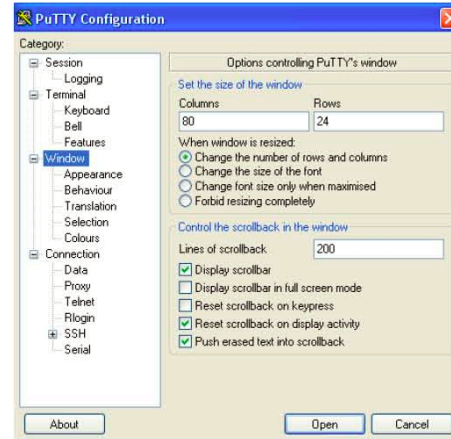 PuTTY Configuration
Category:
Session
Logging
Terminal
Keyboard
Bell
Features
Window
Appearance
Behaviour
Translation
Selection
Colours
Connection
Data
Proxy
Telnet
Rlogin
SSH
Serial
Options controlling PuTTY's window
Set the size of the window
Columns Rows
80 24
When window is resized:
Change the number of rows and columns
Change the size of the font
Change font size only when maximised
Forbid resizing completely
Control the scrollback in the window
Lines of scrollback 200
Display scrollbar
Display scrollbar in full screen mode
Reset scrollback on keypress
Reset scrollback on display activity
Push erased text into scrollback
About Open Cancel